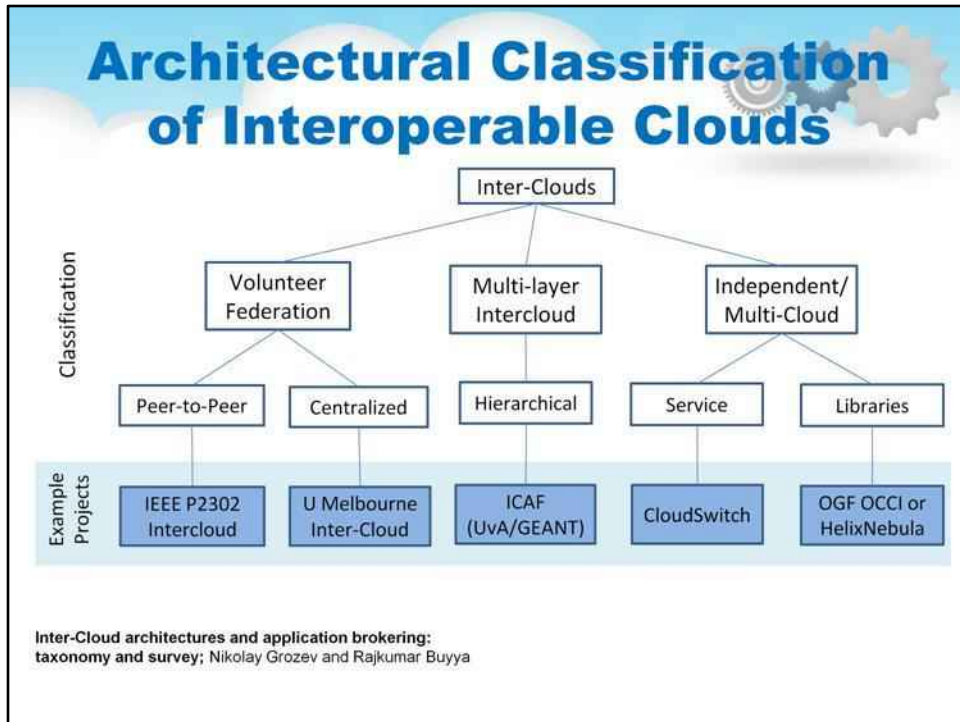 Architectural Classification
of Interoperable Clouds
Inter-Clouds
Classification
Volunteer
Federation
Multi-layer
Intercloud
Independent/
Multi-Cloud
Peer-to-Peer
Centralized
Hierarchical
Service
Libraries
Example
Projects
IEEE P2302
Intercloud
U Melbourne
Inter-Cloud
ICAF
(UvA/GEANT)
CloudSwitch
OGF OCCI or
HelixNebula
Inter-Cloud architectures and application brokering:
taxonomy and survey; Nikolay Grozev and Rajkumar Buyya